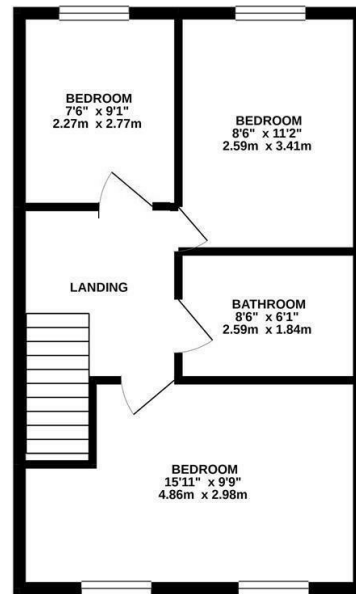 BEDROOM
7'6" x 9'1"
2.27m x 2.77m
BEDROOM
8'6" x 11'2"
2.59m x 3.41m
LANDING
BATHROOM
8'6" x 6'1"
2.59m x 1.84m
BEDROOM
15'11" x 9'9"
4.86m x 2.98m